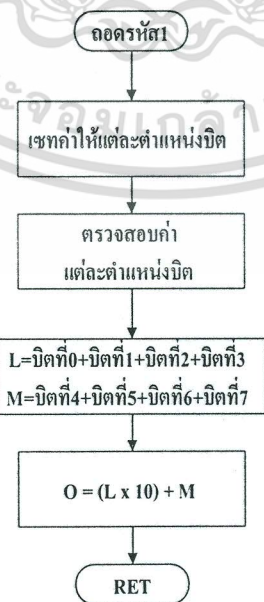 ถอดรหัส1
เซทค่าให้แต่ละตำแหน่งบิต
ตรวจสอบค่า
แต่ละตำแหน่งบิต
L=บิตที่0+บิตที่1+บิตที่2+บิตที่3
M=บิตที่4+บิตที่5+บิตที่6+บิตที่7
O = (L x 10) + M
RET